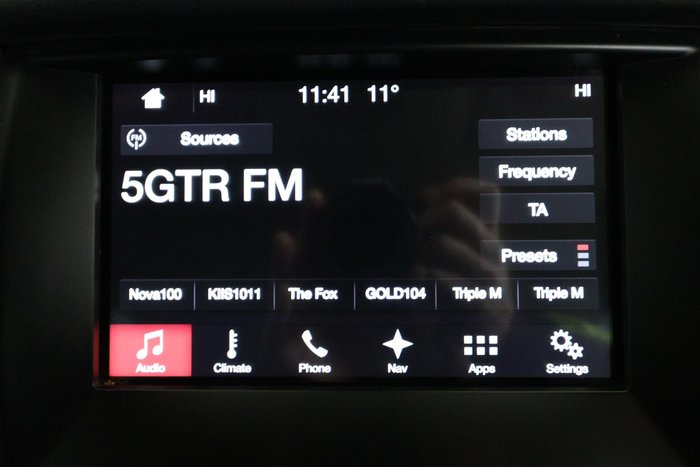 HI 11:41 11° HI
FM Sources Stations
5GTR FM
Frequency
TA
Presets
Nova100 KIIS1011 The Fox GOLD104 Triple M Triple M
Audio Climate Phone Nav Apps Settings